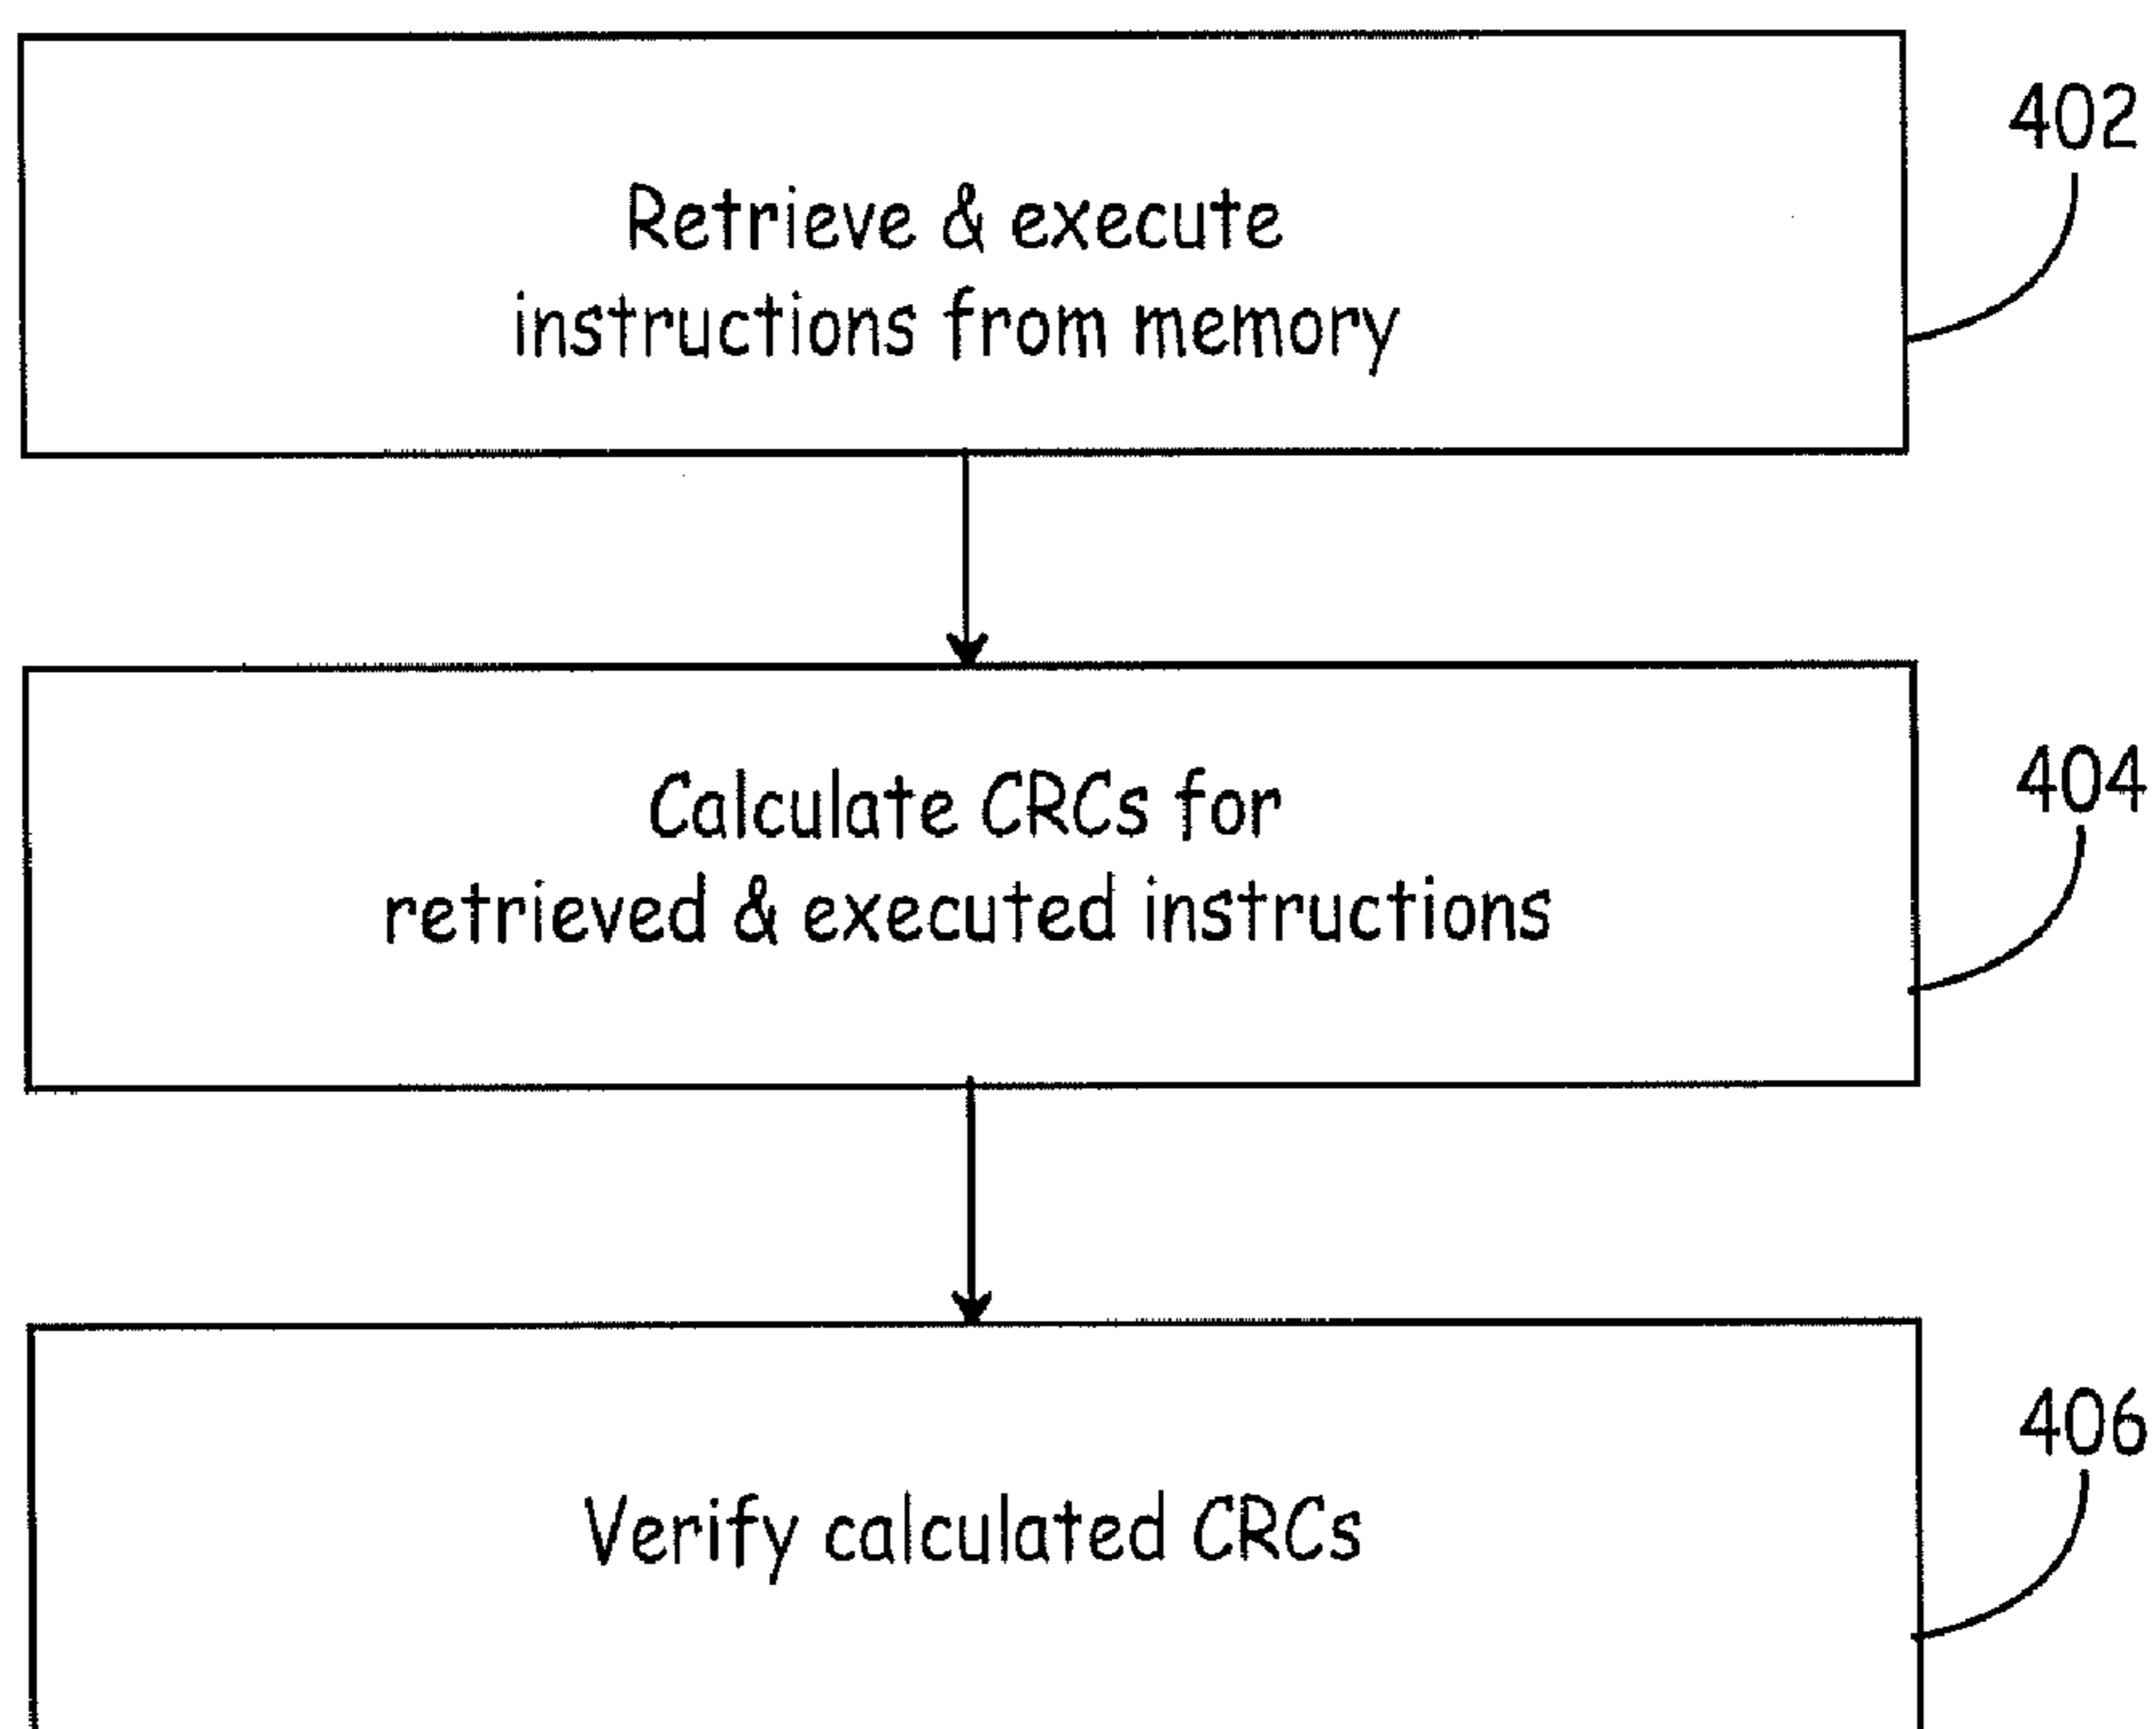 402
Retrieve & execute
instructions from memory
404
Calculate CRCs for
retrieved & executed instructions
406
Verify calculated CRCs